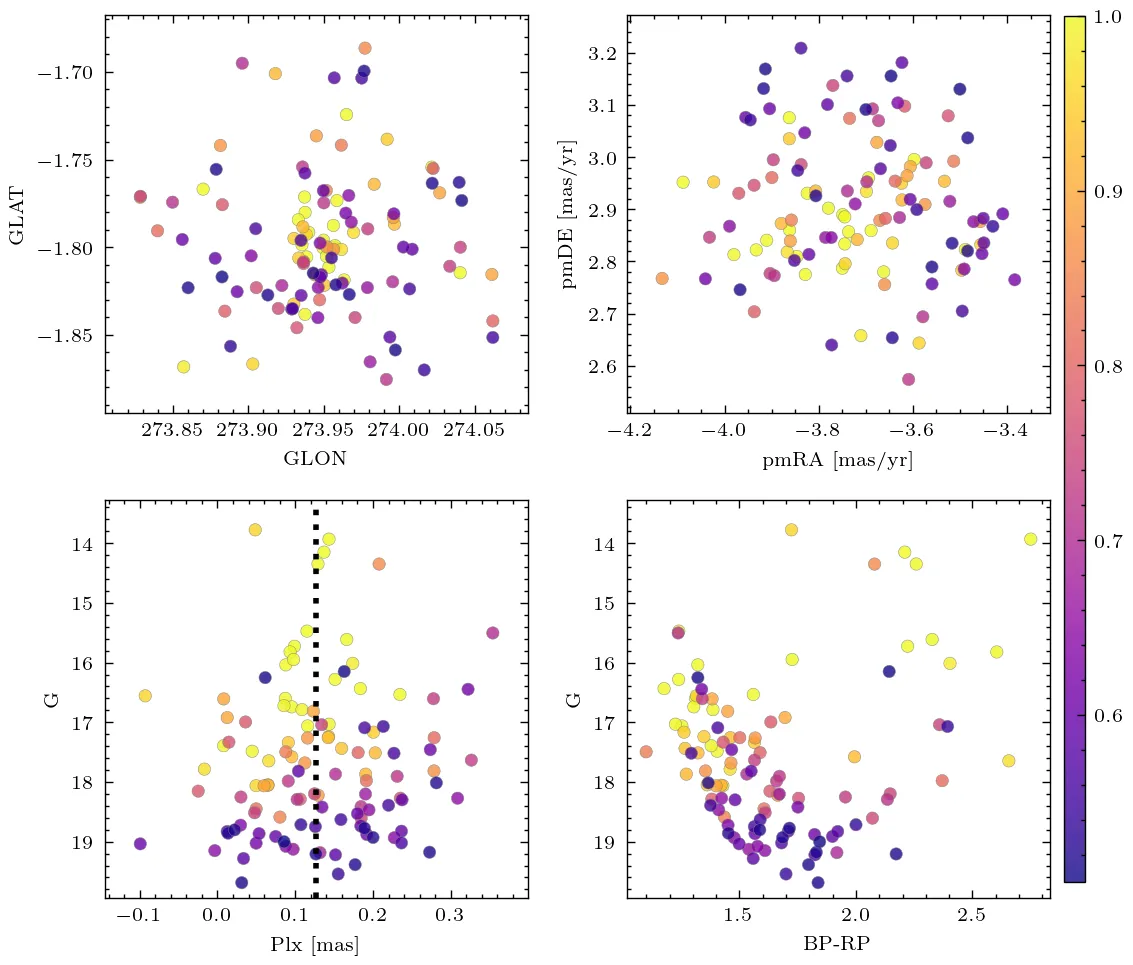 −1.70
−1.75
−1.80
−1.85
GLAT
273.85 273.90 273.95 274.00 274.05
GLON
3.2
3.1
3.0
2.9
2.8
2.7
2.6
pmDE [mas/yr]
−4.2 −4.0 −3.8 −3.6 −3.4
pmRA [mas/yr]
1.0
0.9
0.8
0.7
0.6
14
15
16
17
18
19
G
−0.1 0.0 0.1 0.2 0.3
Plx [mas]
14
15
16
17
18
19
G
1.5 2.0 2.5
BP-RP